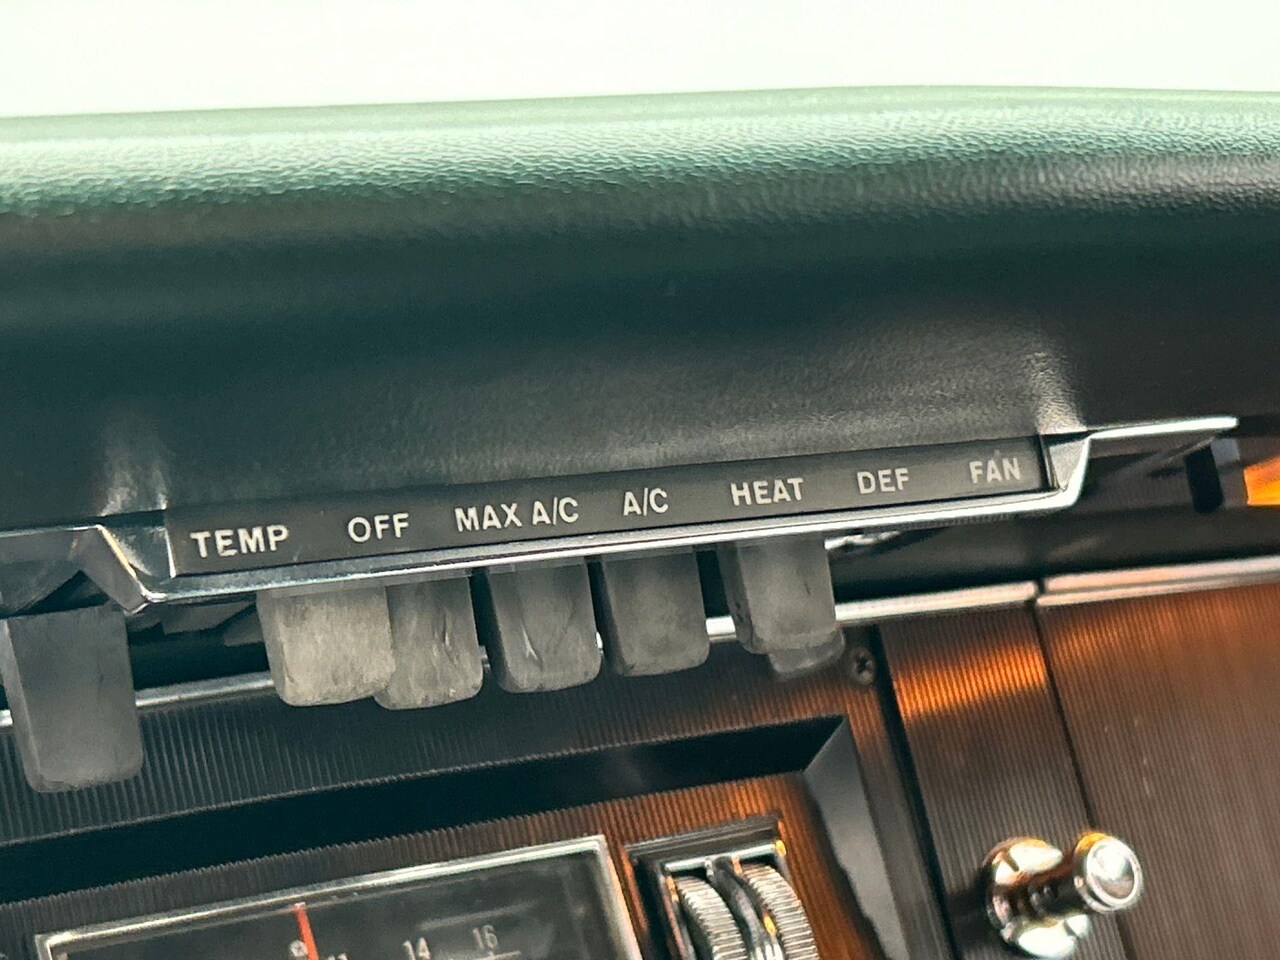 TEMP OFF MAX A/C A/C HEAT DEF FAN
14 16